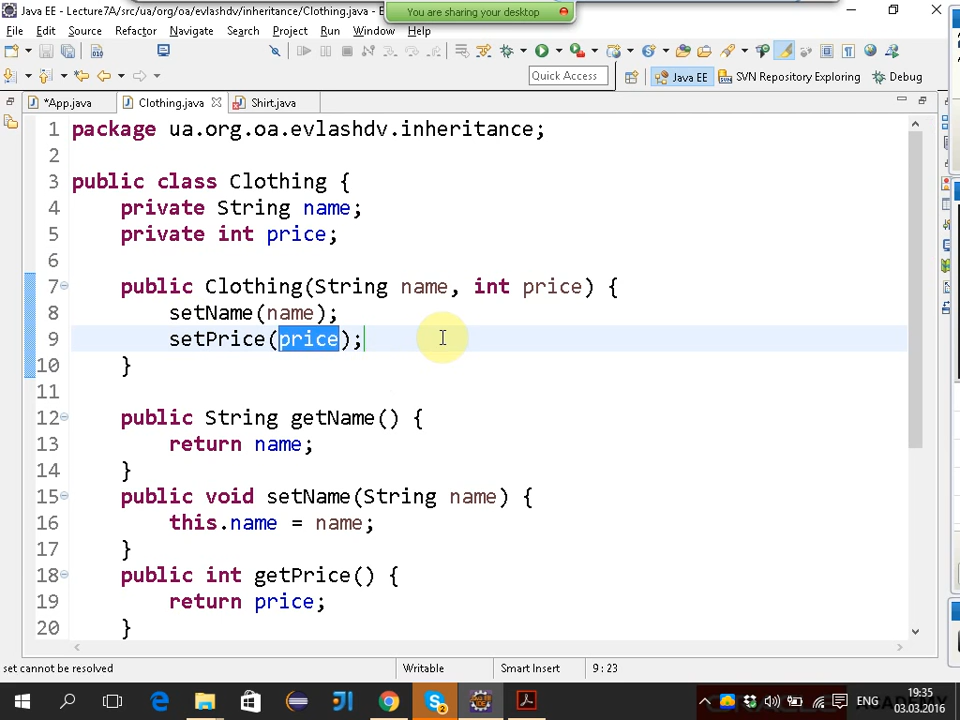 Java EE - Lecture7A/src/ua/org/oa/evlashdv/inheritance/Clothing.java - E
You are sharing your desktop
File Edit Source Refactor Navigate Search Project Run Window Help
Quick Access
Java EE
SVN Repository Exploring
Debug
*App.java
Clothing.java
Shirt.java
1 package ua.org.oa.evlashdv.inheritance;
2
3 public class Clothing {
4 private String name;
5 private int price;
6
7 public Clothing(String name, int price) {
8 setName(name);
9 setPrice(price);
10 }
11
12 public String getName() {
13 return name;
14 }
15 public void setName(String name) {
16 this.name = name;
17 }
18 public int getPrice() {
19 return price;
20 }
set cannot be resolved
Writable
Smart Insert
9 : 23
ENG
19:35
03.03.2016